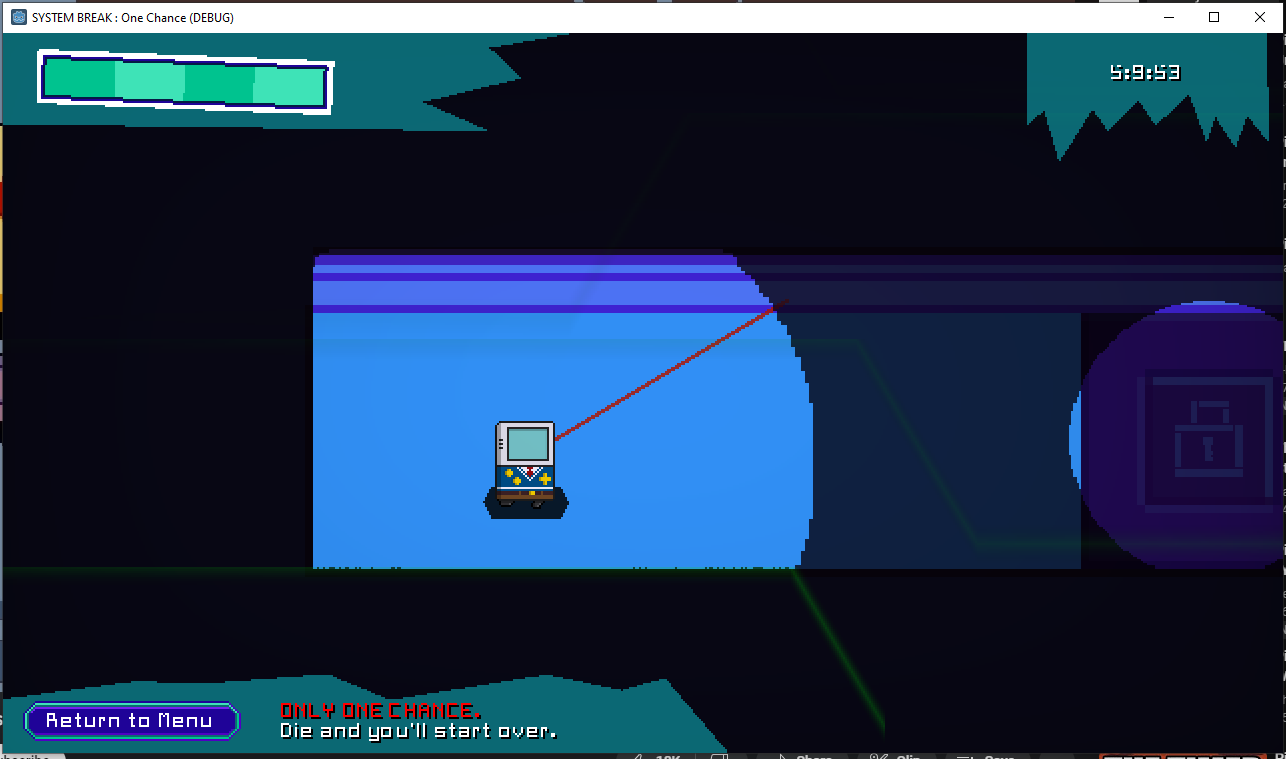 SYSTEM BREAK : One Chance (DEBUG)
5:9:53
Return to Menu
ONLY ONE CHANCE.
Die and you'll start over.